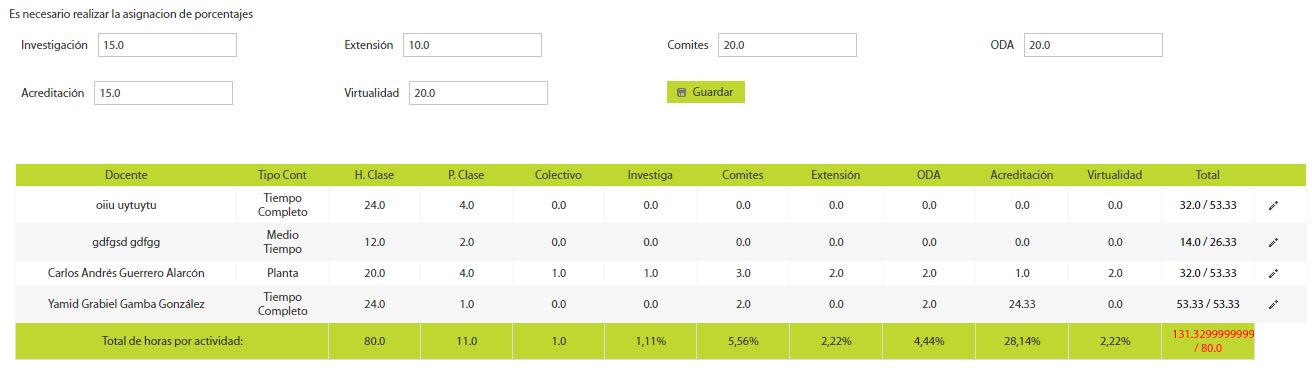 Es necesario realizar la asignacion de porcentajes
Investigación 15.0 Extensión 10.0 Comites 20.0 ODA 20.0
Acreditación 15.0 Virtualidad 20.0 Guardar
Docente Tipo Cont H. Clase P. Clase Colectivo Investiga Comites Extensión ODA Acreditación Virtualidad Total
oiiu uytuytu Tiempo Completo 24.0 4.0 0.0 0.0 0.0 0.0 0.0 0.0 0.0 32.0 / 53.33
gdfgsd gdfgg Medio Tiempo 12.0 2.0 0.0 0.0 0.0 0.0 0.0 0.0 0.0 14.0 / 26.33
Carlos Andrés Guerrero Alarcón Planta 20.0 4.0 1.0 1.0 3.0 2.0 2.0 1.0 2.0 32.0 / 53.33
Yamid Grabiel Gamba González Tiempo Completo 24.0 1.0 0.0 0.0 2.0 0.0 2.0 24.33 0.0 53.33 / 53.33
Total de horas por actividad: 80.0 11.0 1.0 1,11% 5,56% 2,22% 4,44% 28,14% 2,22% 131.3299999999 / 80.0